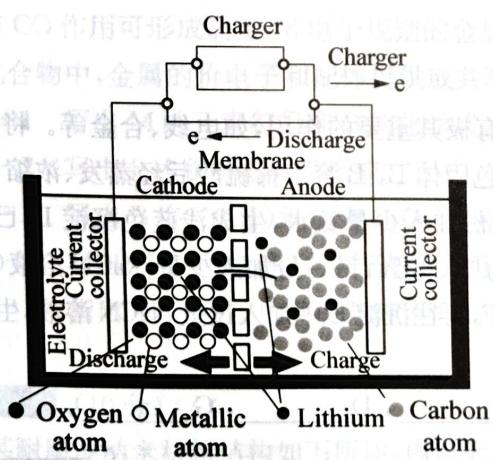 Charger
Charger
e
e
Discharge
Membrane
Cathode
Anode
Electrolyte
Current
collector
Current
collector
Discharge
Charge
Oxygen
atom
Metallic
atom
Lithium
Carbon
atom